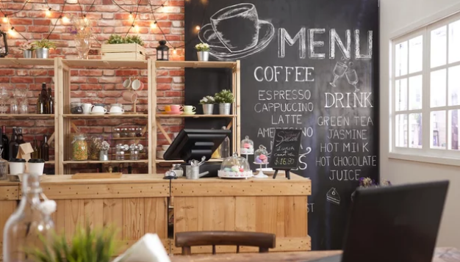 MENU
COFFEE
ESPRESSO
CAPPUCCINO
LATTE
DRINK
GREEN TEA
JASMINE
HOT MILK
HOT CHOCOLATE
JUICE